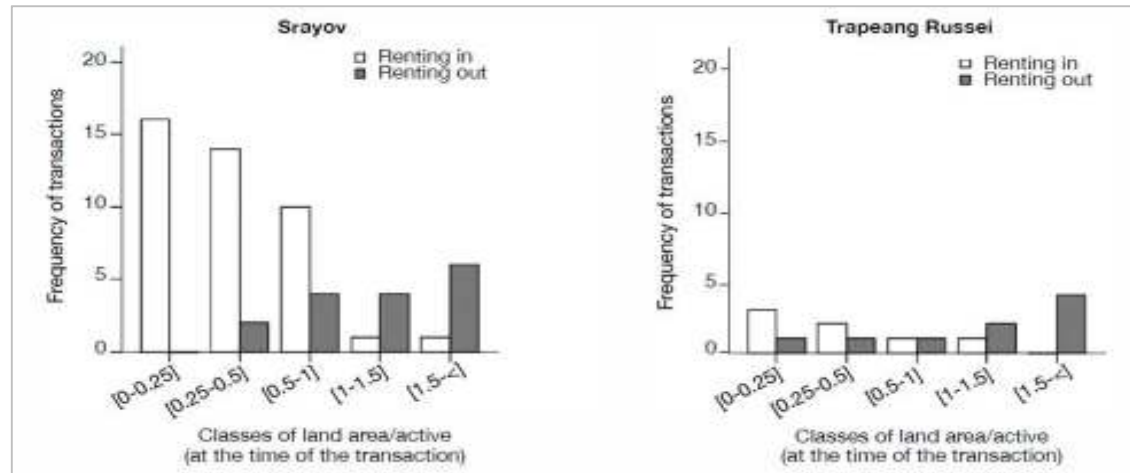 Srayov
Renting in
Renting out
Frequency of transactions
20
15
10
5
0
[0-0.25]
[0.25-0.5]
[0.5-1]
[1-1.5]
[1.5-<]
Classes of land area/active
(at the time of the transaction)
Trapeang Russei
Renting in
Renting out
Frequency of transactions
20
15
10
5
0
[0-0.25]
[0.25-0.5]
[0.5-1]
[1-1.5]
[1.5-<]
Classes of land area/active
(at the time of the transaction)